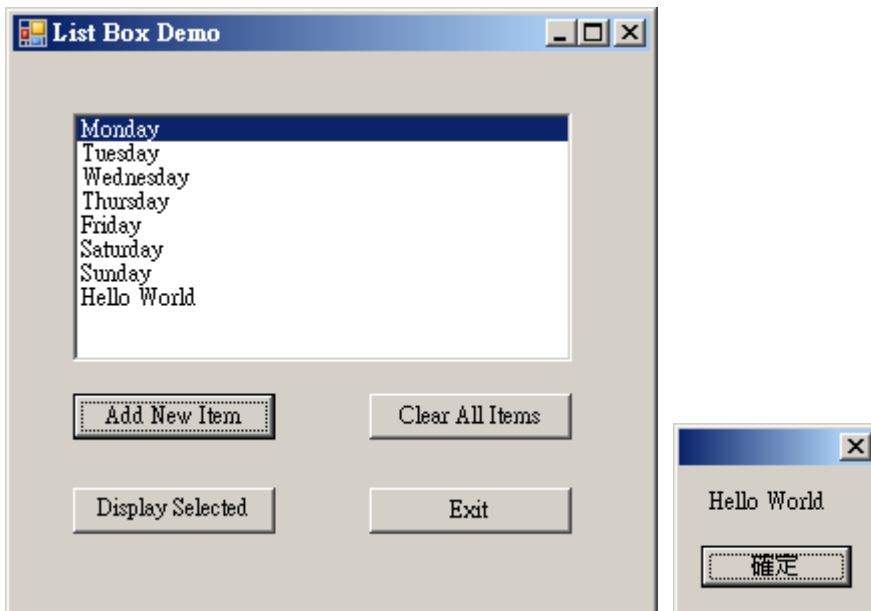 List Box Demo
Monday
Tuesday
Wednesday
Thursday
Friday
Saturday
Sunday
Hello World
Add New Item
Clear All Items
Display Selected
Exit
Hello World
確定